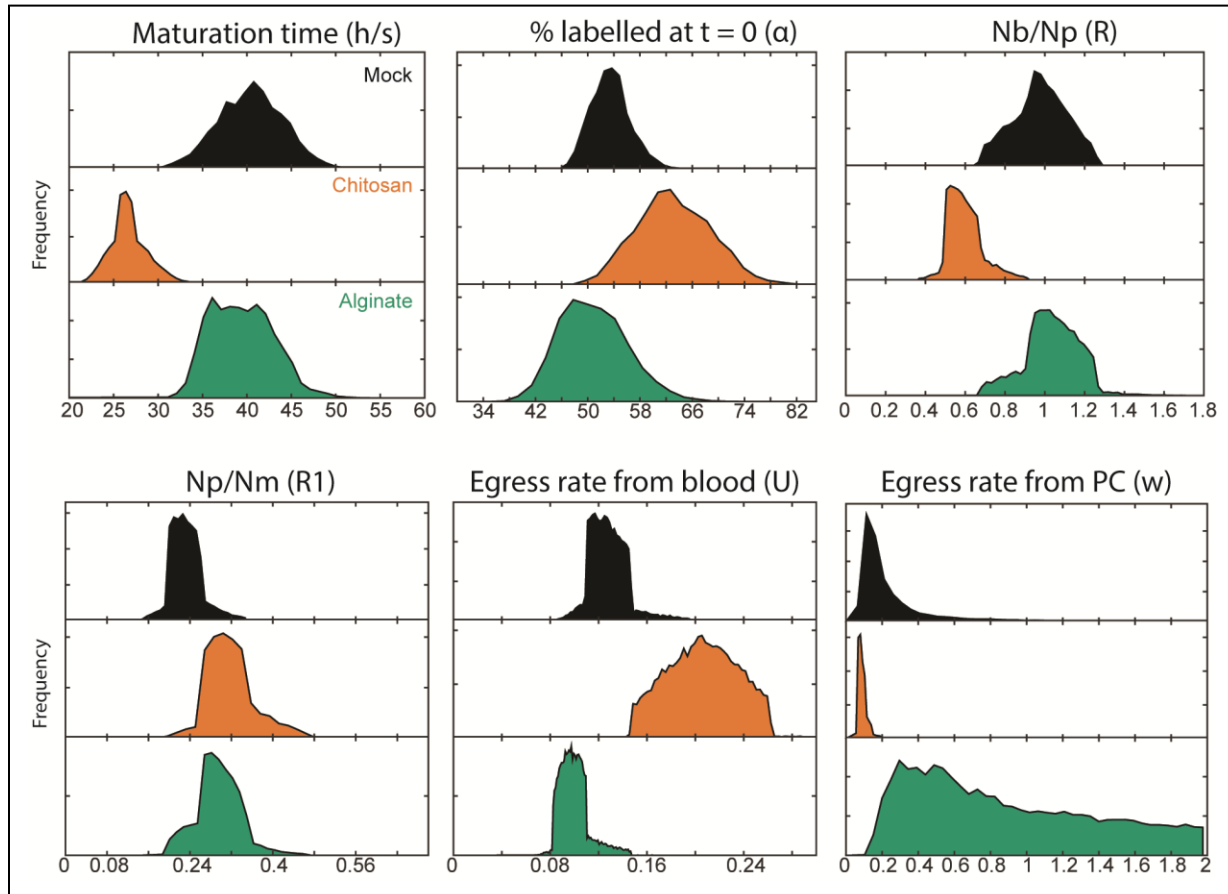 Maturation time (h/s)
% labelled at t = 0 (α)
Nb/Np (R)
Mock
Chitosan
Alginate
Frequency
20 25 30 35 40 45 50 55 60
34 42 50 58 66 74 82
0 0.2 0.4 0.6 0.8 1 1.2 1.4 1.6 1.8
Np/Nm (R1)
Egress rate from blood (U)
Egress rate from PC (w)
Frequency
0 0.08 0.24 0.40 0.56
0 0.08 0.16 0.24
0 0.2 0.4 0.6 0.8 1 1.2 1.4 1.6 1.8 2